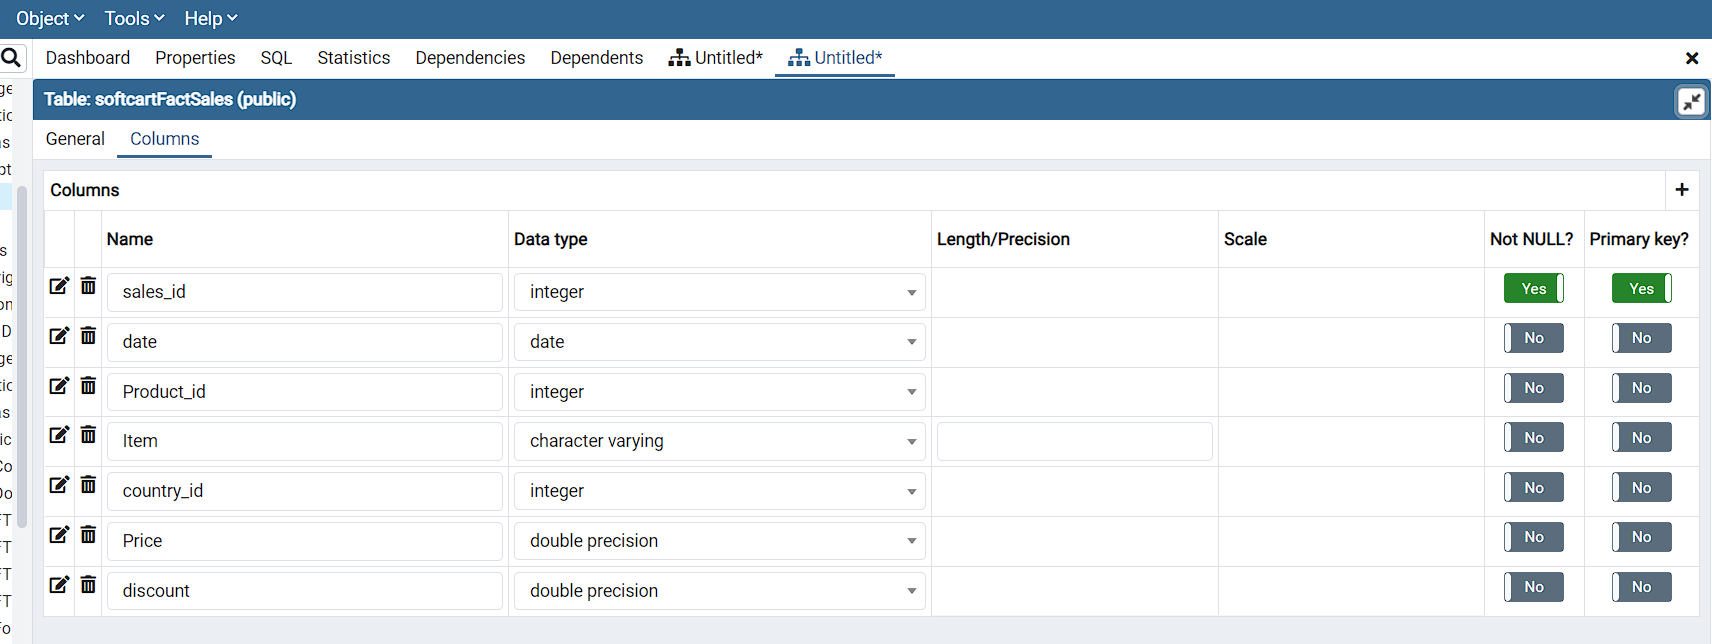 Object Tools Help
Dashboard Properties SQL Statistics Dependencies Dependents Untitled* Untitled*
Table: softcartFactSales (public)
General Columns
Columns +
Name Data type Length/Precision Scale Not NULL? Primary key?
sales_id integer Yes Yes
date date No No
Product_id integer No No
Item character varying No No
country_id integer No No
Price double precision No No
discount double precision No No